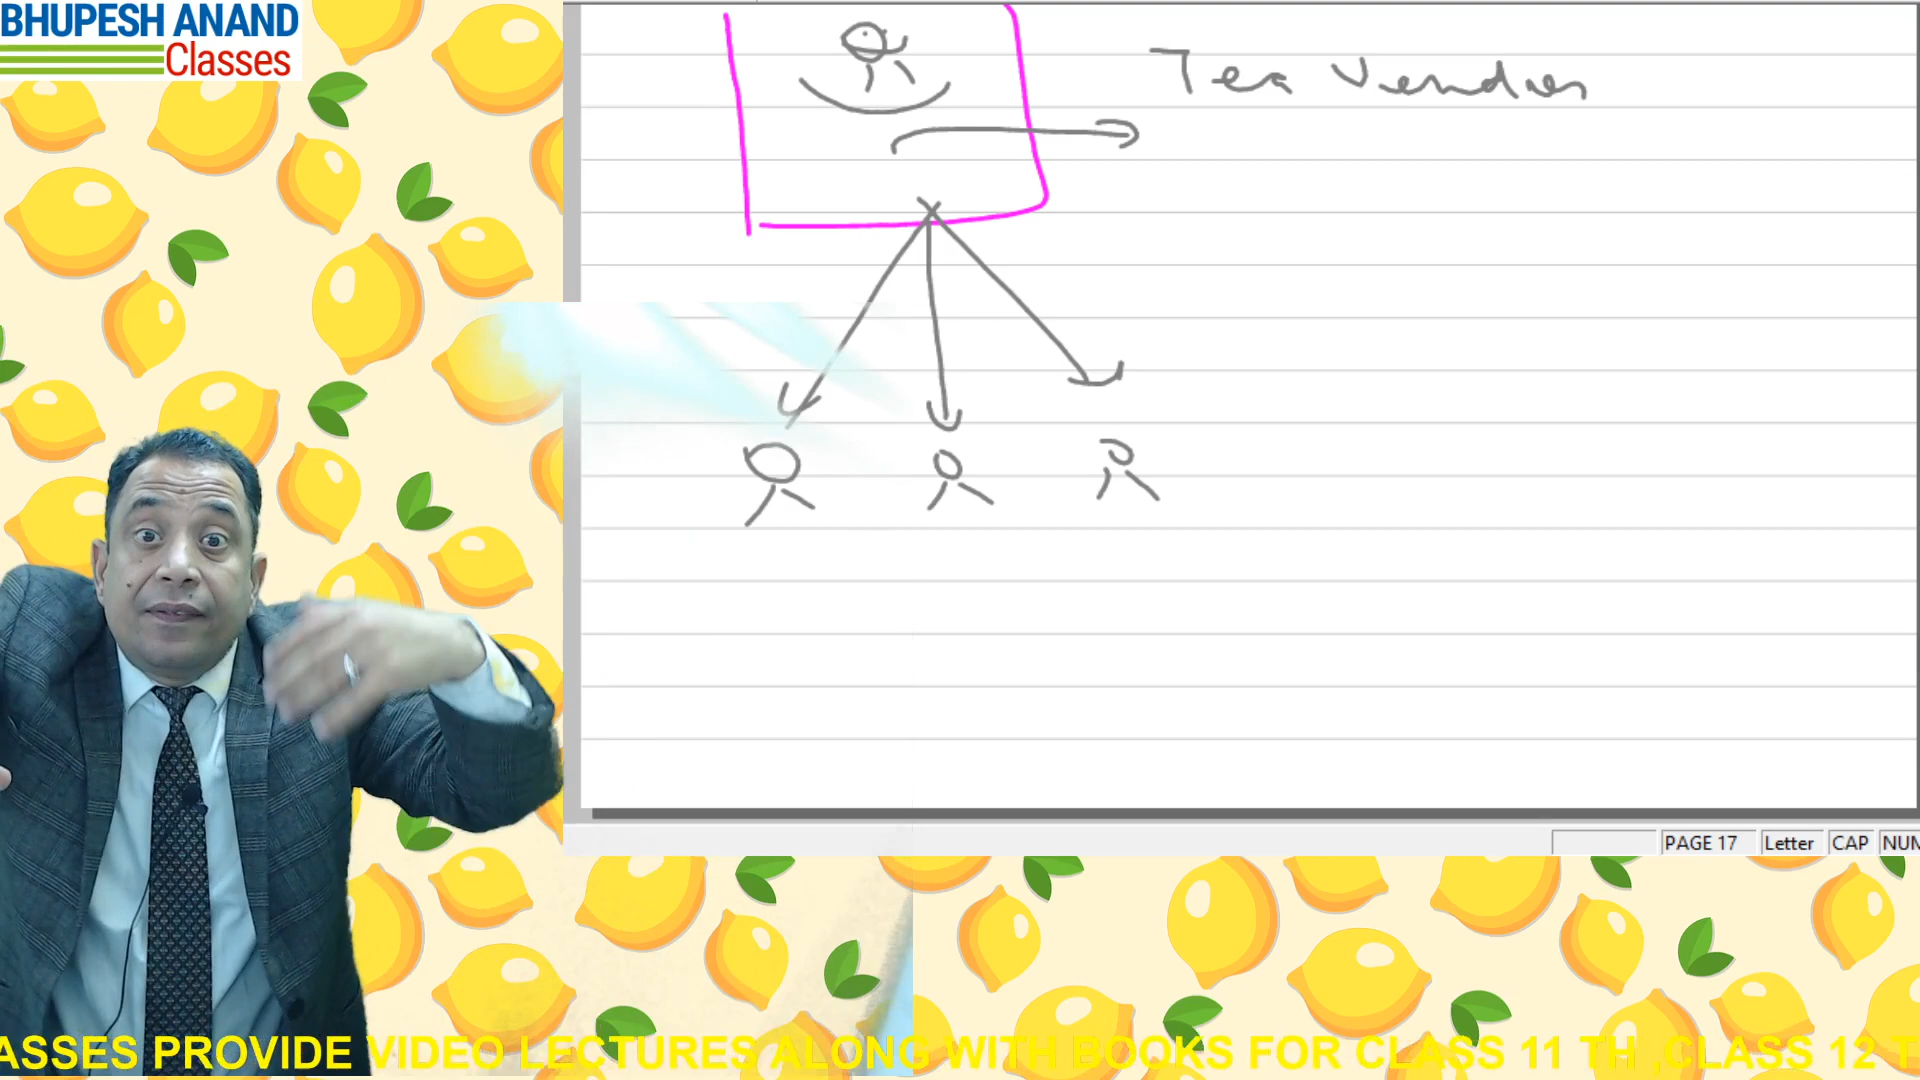 BHUPESH ANAND
Classes
Tea Vendor
PAGE 17 Letter CAP NUM
ASSES PROVIDE VIDEO LECTURES ALONG WITH BOOKS FOR CLASS 11 TH ,CLASS 12 T